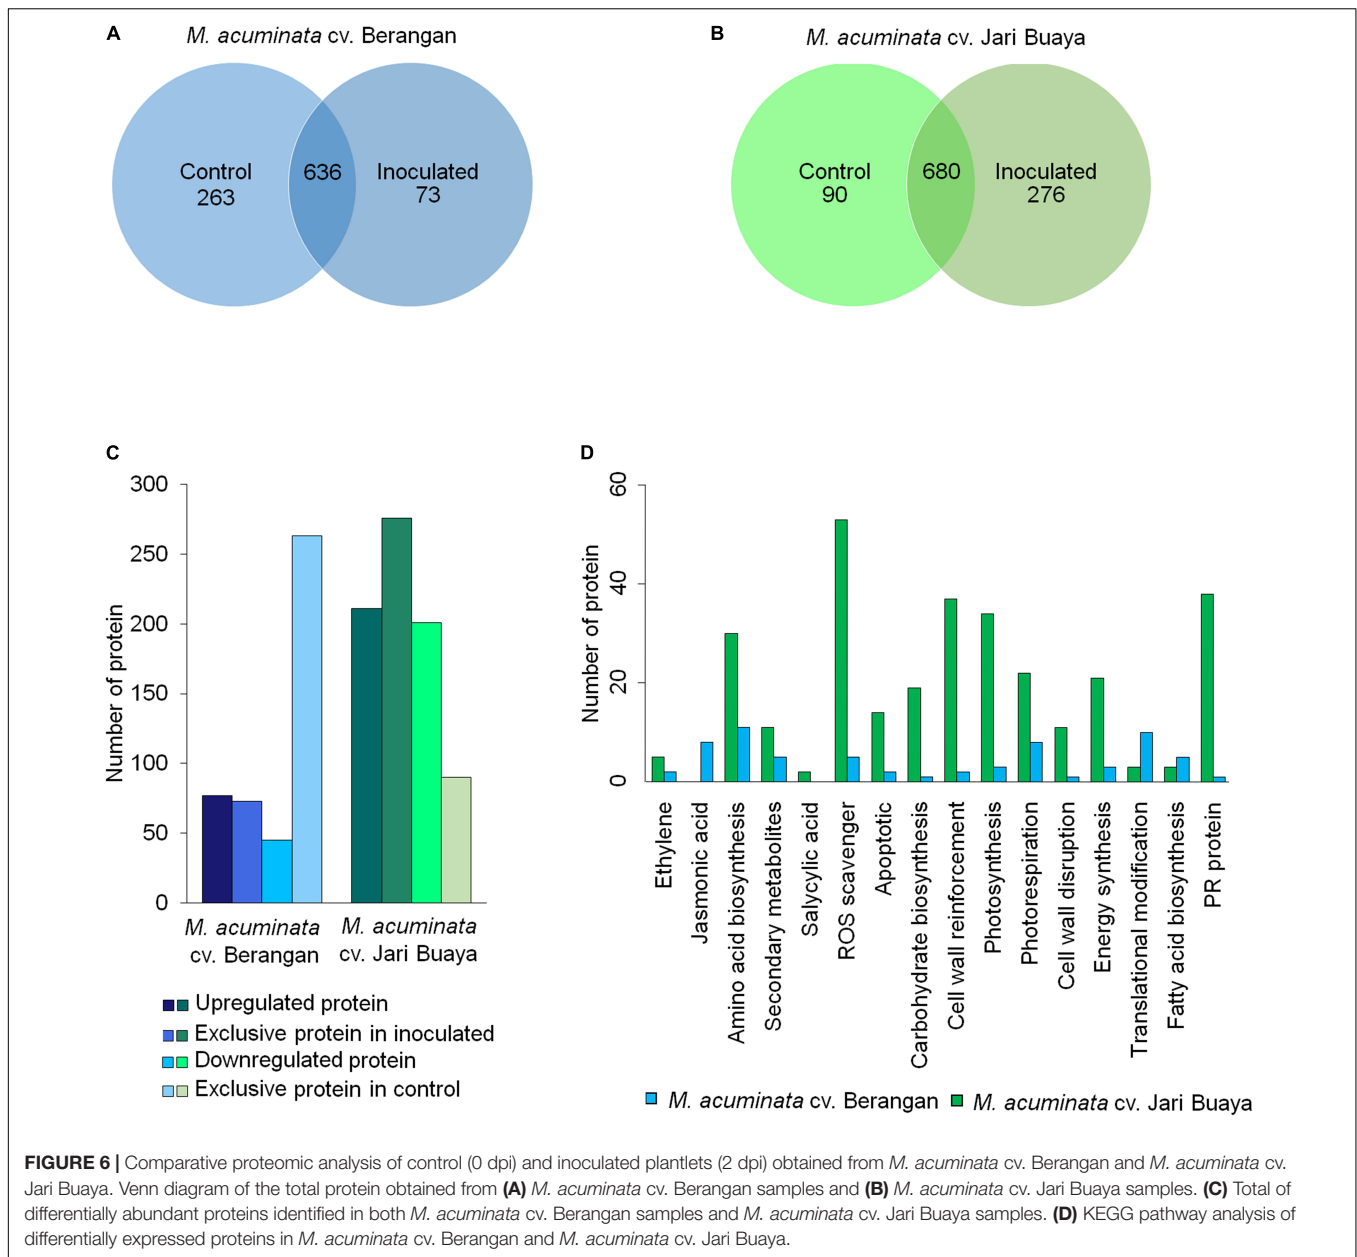 A
M. acuminata cv. Berangan
Control
263
636
Inoculated
73
B
M. acuminata cv. Jari Buaya
Control
90
680
Inoculated
276
C
300
250
200
150
100
50
0
Number of protein
M. acuminata
cv. Berangan
M. acuminata
cv. Jari Buaya
Upregulated protein
Exclusive protein in inoculated
Downregulated protein
Exclusive protein in control
D
60
40
20
0
Number of protein
Ethylene
Jasmonic acid
Amino acid biosynthesis
Secondary metabolites
Salycylic acid
ROS scavenger
Apoptotic
Carbohydrate biosynthesis
Cell wall reinforcement
Photosynthesis
Photorespiration
Cell wall disruption
Energy synthesis
Translational modification
Fatty acid biosynthesis
PR protein
M. acuminata cv. Berangan
M. acuminata cv. Jari Buaya
FIGURE 6 | Comparative proteomic analysis of control (0 dpi) and inoculated plantlets (2 dpi) obtained from M. acuminata cv. Berangan and M. acuminata cv.
Jari Buaya. Venn diagram of the total protein obtained from (A) M. acuminata cv. Berangan samples and (B) M. acuminata cv. Jari Buaya samples. (C) Total of
differentially abundant proteins identified in both M. acuminata cv. Berangan samples and M. acuminata cv. Jari Buaya samples. (D) KEGG pathway analysis of
differentially expressed proteins in M. acuminata cv. Berangan and M. acuminata cv. Jari Buaya.